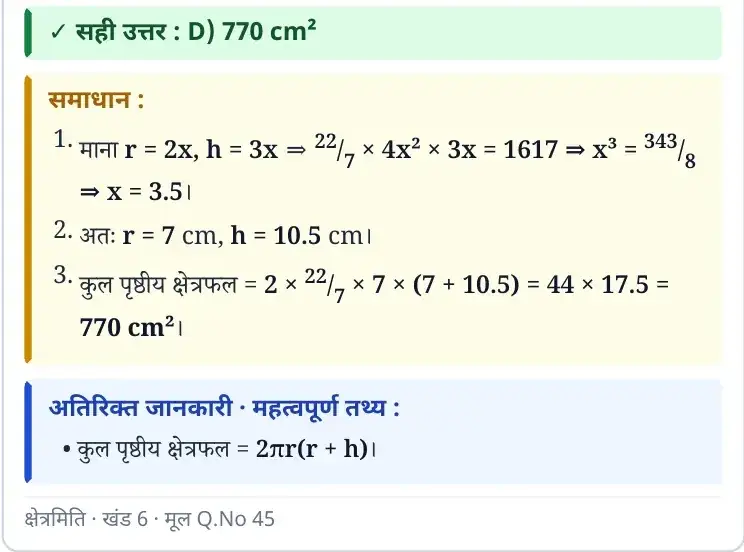 ✓ सही उत्तर : D) 770 cm²
समाधान :
1. माना r = 2x, h = 3x ⇒ ²²/₇ × 4x² × 3x = 1617 ⇒ x³ = ³⁴³/₈
⇒ x = 3.5।
2. अतः r = 7 cm, h = 10.5 cm।
3. कुल पृष्ठीय क्षेत्रफल = 2 × ²²/₇ × 7 × (7 + 10.5) = 44 × 17.5 =
770 cm²।
अतिरिक्त जानकारी · महत्वपूर्ण तथ्य :
• कुल पृष्ठीय क्षेत्रफल = 2πr(r + h)।
क्षेत्रमिति · खंड 6 · मूल Q.No 45